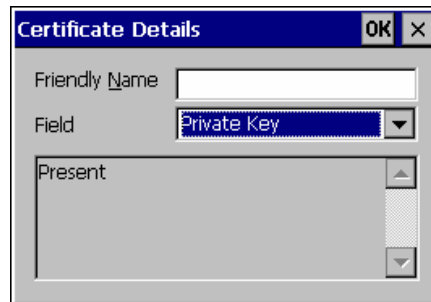 Certificate Details OK ×
Friendly Name
Field Private Key
Present